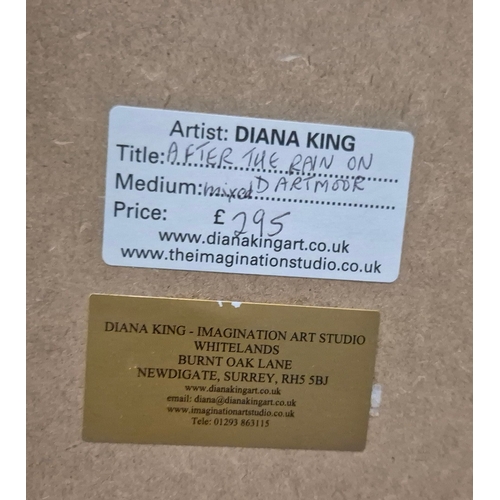 Artist: DIANA KING
Title: AFTER THE RAIN ON
Medium: mixed DARTMOOR
Price: £ 295
www.dianakingart.co.uk
www.theimaginationstudio.co.uk
DIANA KING - IMAGINATION ART STUDIO
WHITELANDS
BURNT OAK LANE
NEWDIGATE, SURREY, RH5 5BJ
www.dianakingart.co.uk
email: diana@dianakingart.co.uk
www.imaginationartstudio.co.uk
Tele: 01293 863115